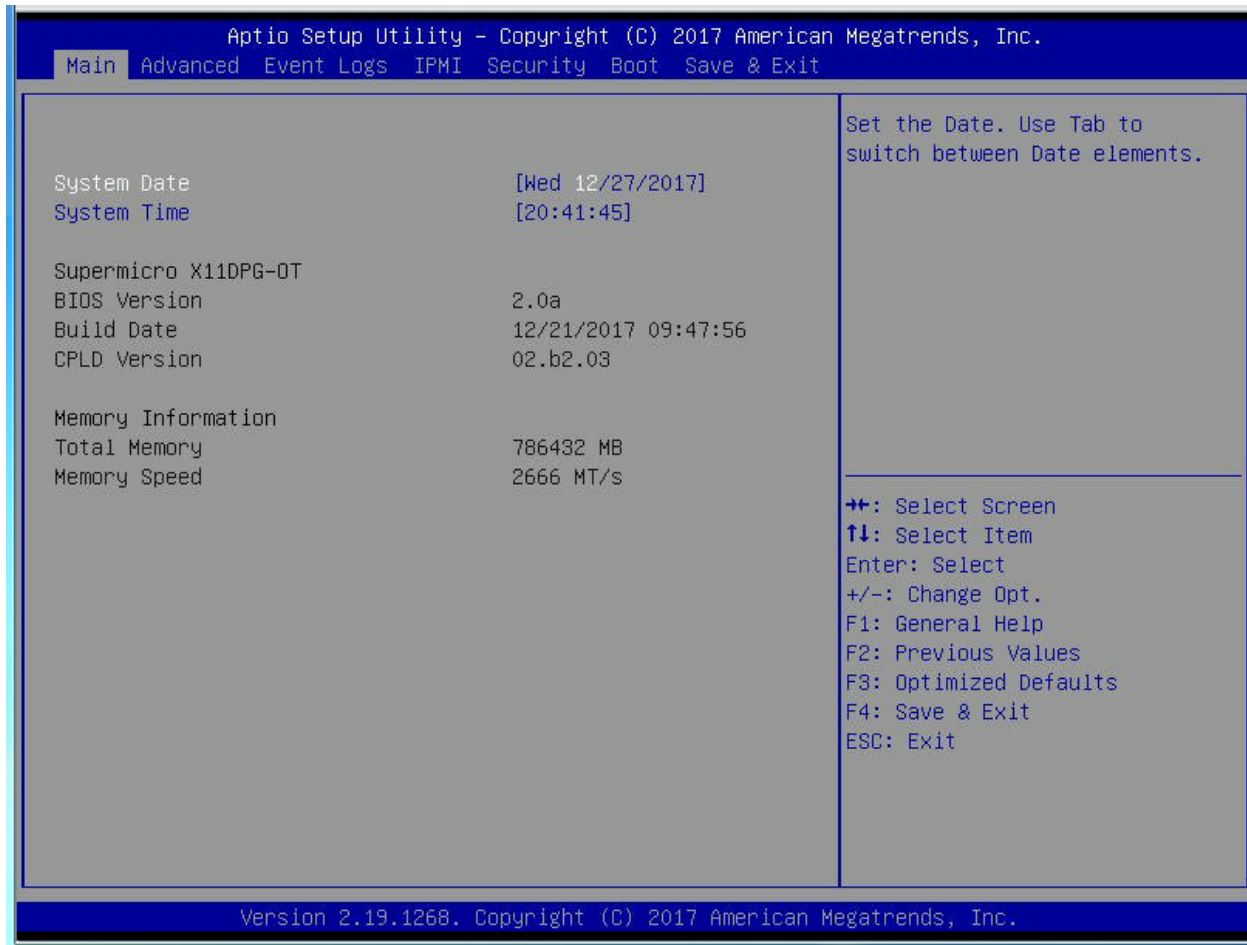 Aptio Setup Utility – Copyright (C) 2017 American Megatrends, Inc.
Main Advanced Event Logs IPMI Security Boot Save & Exit
Set the Date. Use Tab to
switch between Date elements.
System Date [Wed 12/27/2017]
System Time [20:41:45]
Supermicro X11DPG-OT
BIOS Version 2.0a
Build Date 12/21/2017 09:47:56
CPLD Version 02.b2.03
Memory Information
Total Memory 786432 MB
Memory Speed 2666 MT/s
→←: Select Screen
↑↓: Select Item
Enter: Select
+/-: Change Opt.
F1: General Help
F2: Previous Values
F3: Optimized Defaults
F4: Save & Exit
ESC: Exit
Version 2.19.1268. Copyright (C) 2017 American Megatrends, Inc.